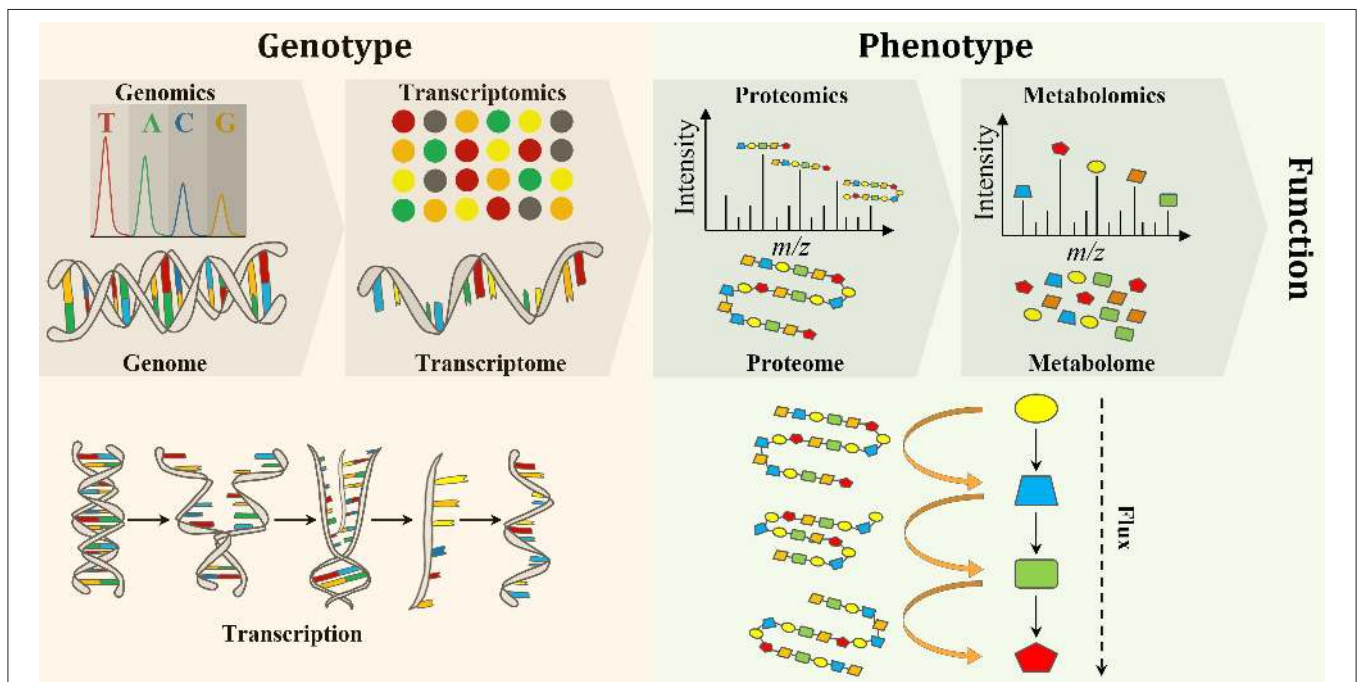 Genotype
Phenotype
Genomics
Transcriptomics
Proteomics
Metabolomics
T A C G
Intensity
m/z
Intensity
m/z
Function
Genome
Transcriptome
Proteome
Metabolome
Transcription
Flux